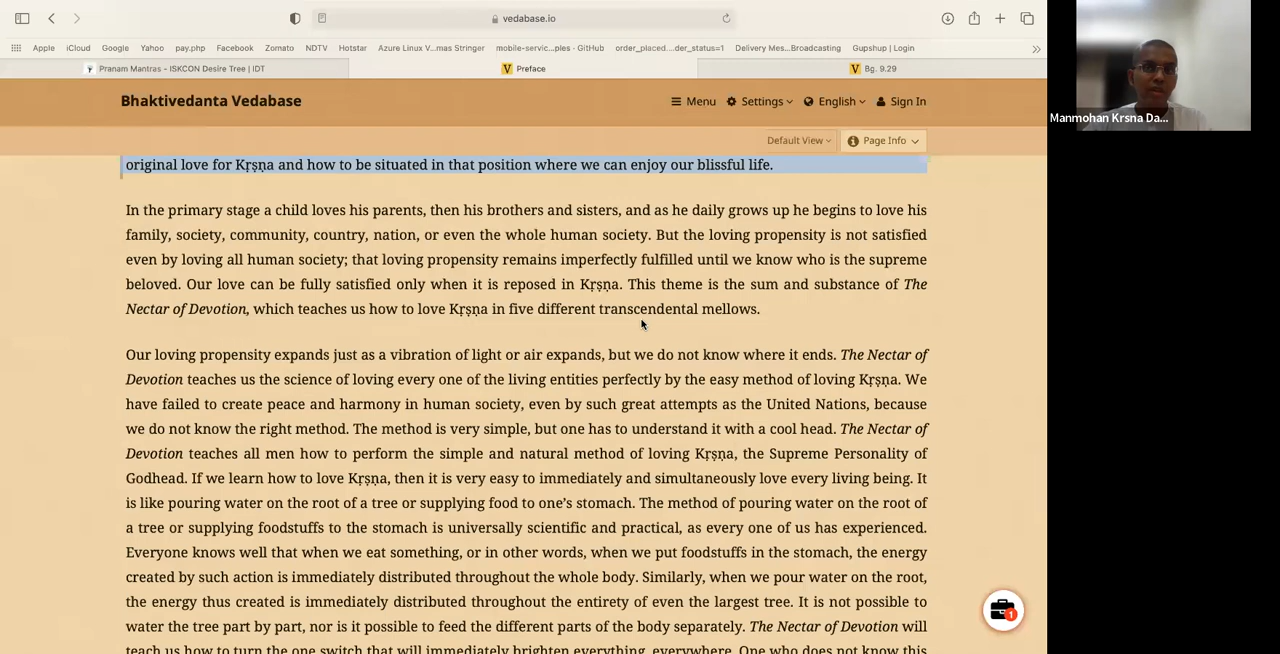 vedabase.io
Apple iCloud Google Yahoo pay.php Facebook Zomato NDTV Hotstar Azure Linux V...mas Stringer mobile-servic...ples · GitHub order_placed....der_status=1 Delivery Mes...Broadcasting Gupshup | Login
Pranam Mantras - ISKCON Desire Tree | IDT
V Preface
V Bg. 9.29
Bhaktivedanta Vedabase
Menu Settings English Sign In
Default View Page Info
original love for Kṛṣṇa and how to be situated in that position where we can enjoy our blissful life.
In the primary stage a child loves his parents, then his brothers and sisters, and as he daily grows up he begins to love his
family, society, community, country, nation, or even the whole human society. But the loving propensity is not satisfied
even by loving all human society; that loving propensity remains imperfectly fulfilled until we know who is the supreme
beloved. Our love can be fully satisfied only when it is reposed in Kṛṣṇa. This theme is the sum and substance of The
Nectar of Devotion, which teaches us how to love Kṛṣṇa in five different transcendental mellows.
Our loving propensity expands just as a vibration of light or air expands, but we do not know where it ends. The Nectar of
Devotion teaches us the science of loving every one of the living entities perfectly by the easy method of loving Kṛṣṇa. We
have failed to create peace and harmony in human society, even by such great attempts as the United Nations, because
we do not know the right method. The method is very simple, but one has to understand it with a cool head. The Nectar of
Devotion teaches all men how to perform the simple and natural method of loving Kṛṣṇa, the Supreme Personality of
Godhead. If we learn how to love Kṛṣṇa, then it is very easy to immediately and simultaneously love every living being. It
is like pouring water on the root of a tree or supplying food to one's stomach. The method of pouring water on the root of
a tree or supplying foodstuffs to the stomach is universally scientific and practical, as every one of us has experienced.
Everyone knows well that when we eat something, or in other words, when we put foodstuffs in the stomach, the energy
created by such action is immediately distributed throughout the whole body. Similarly, when we pour water on the root,
the energy thus created is immediately distributed throughout the entirety of even the largest tree. It is not possible to
water the tree part by part, nor is it possible to feed the different parts of the body separately. The Nectar of Devotion will
teach us how to turn the one switch that will immediately brighten everything, everywhere. One who does not know this
1
Manmohan Krsna Da...